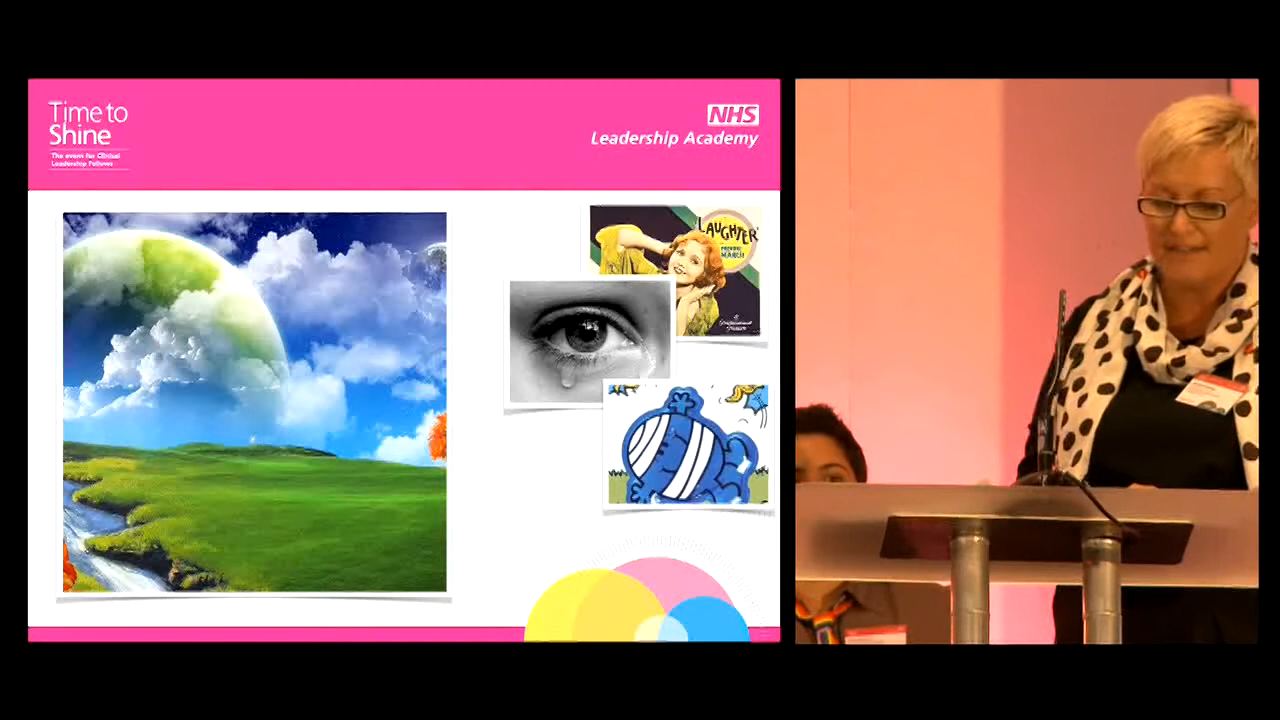 Time to
Shine
The event for Clinical
Leadership Fellows
NHS
Leadership Academy
LAUGHTER
MARCH